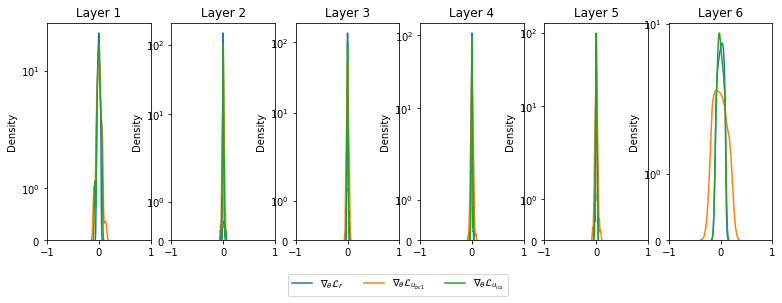 Layer 1 Layer 2 Layer 3 Layer 4 Layer 5 Layer 6
10¹ 10² 10² 10² 10² 10¹
10¹ 10¹ 10¹ 10¹
Density Density Density Density Density Density
10⁰ 10⁰ 10⁰ 10⁰ 10⁰ 10⁰
0 0 0 0 0 0
−1 0 1 −1 0 1 −1 0 1 −1 0 1 −1 0 1 −1 0 1
∇θℒr ∇θℒu_bc1 ∇θℒu_ics